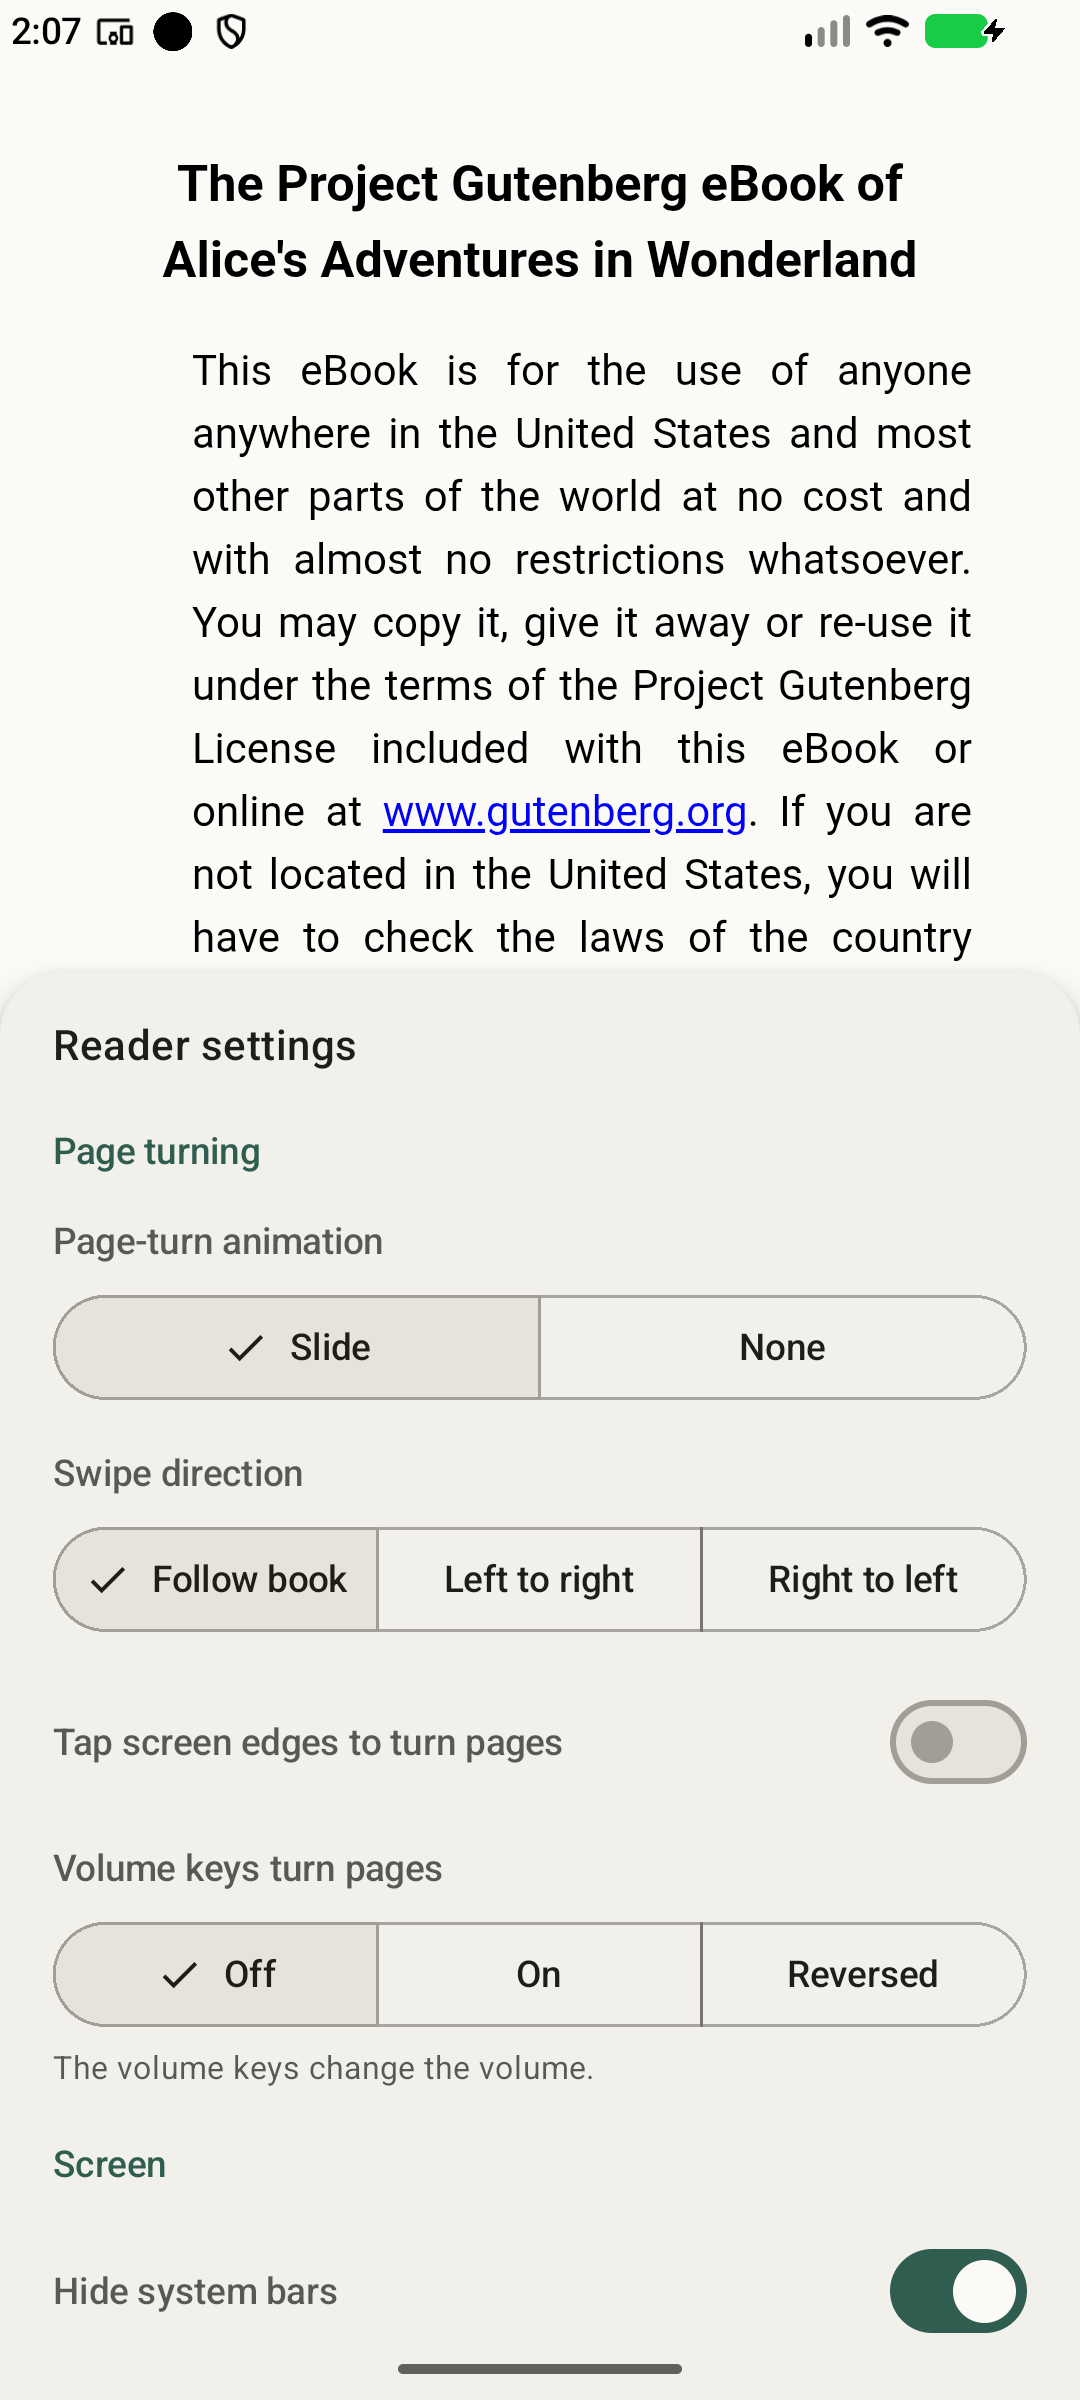 2:07
The Project Gutenberg eBook of
Alice's Adventures in Wonderland
This eBook is for the use of anyone
anywhere in the United States and most
other parts of the world at no cost and
with almost no restrictions whatsoever.
You may copy it, give it away or re-use it
under the terms of the Project Gutenberg
License included with this eBook or
online at www.gutenberg.org. If you are
not located in the United States, you will
have to check the laws of the country
Reader settings
Page turning
Page-turn animation
Slide None
Swipe direction
Follow book Left to right Right to left
Tap screen edges to turn pages
Volume keys turn pages
Off On Reversed
The volume keys change the volume.
Screen
Hide system bars